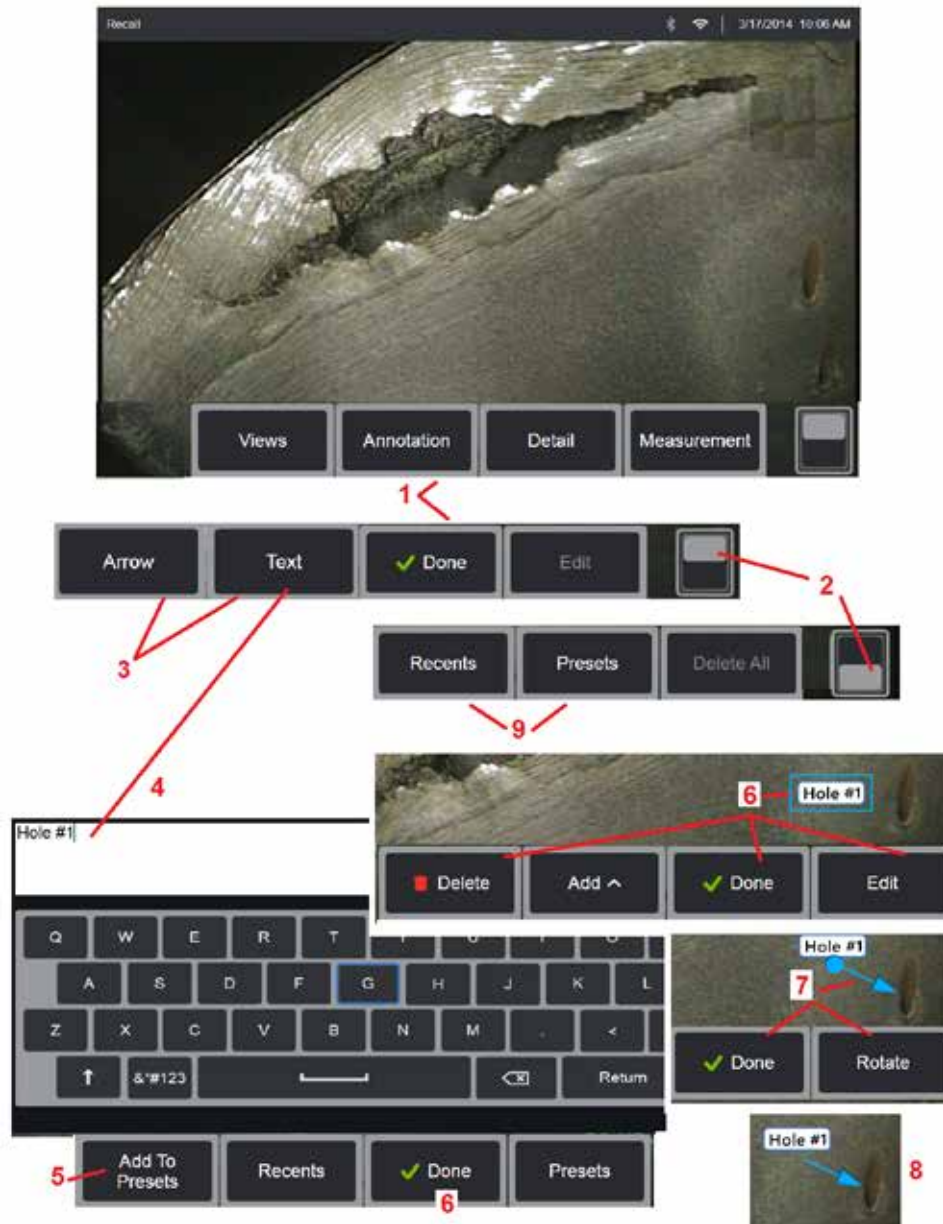 Recall 3/17/2014 10:06 AM
Views Annotation Detail Measurement
1
Arrow Text Done Edit
2
3
Recents Presets Delete All
9
4
Hole #1
6 Hole #1
Delete Add Done Edit
Q W E R T
A S D F G H J K L
Z X C V B N M . <
&*#123 Return
Hole #1
7
Done Rotate
Add To
Presets
5
Recents Done Presets
6
Hole #1
8